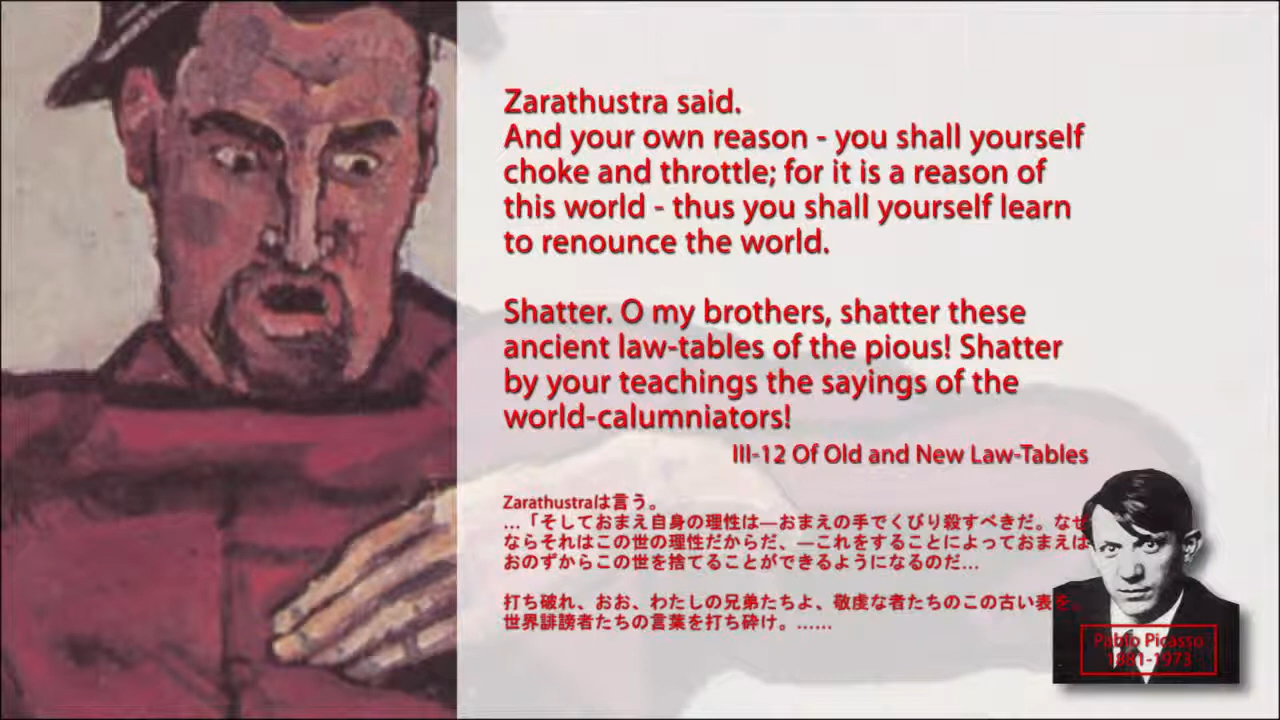 Zarathustra said.
And your own reason - you shall yourself
choke and throttle; for it is a reason of
this world - thus you shall yourself learn
to renounce the world.
Shatter. O my brothers, shatter these
ancient law-tables of the pious! Shatter
by your teachings the sayings of the
world-calumniators!
III-12 Of Old and New Law-Tables
Zarathustraは言う。
…「そしておまえ自身の理性は―おまえの手でくびり殺すべきだ。なぜ
ならそれはこの世の理性だからだ、―これをすることによっておまえは
おのずからこの世を捨てることができるようになるのだ…
打ち破れ、おお、わたしの兄弟たちよ、敬虔な者たちのこの古い表を。
世界誹謗者たちの言葉を打ち砕け。……
Pablo Picasso
1881-1973